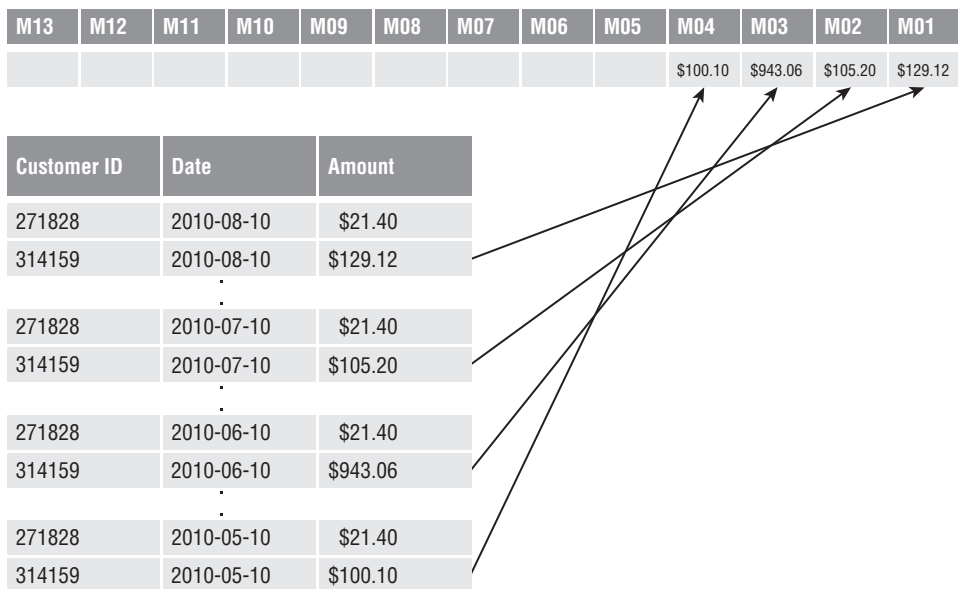 M13 M12 M11 M10 M09 M08 M07 M06 M05 M04 M03 M02 M01
$100.10 $943.06 $105.20 $129.12
Customer ID Date Amount
271828 2010-08-10 $21.40
314159 2010-08-10 $129.12
271828 2010-07-10 $21.40
314159 2010-07-10 $105.20
271828 2010-06-10 $21.40
314159 2010-06-10 $943.06
271828 2010-05-10 $21.40
314159 2010-05-10 $100.10